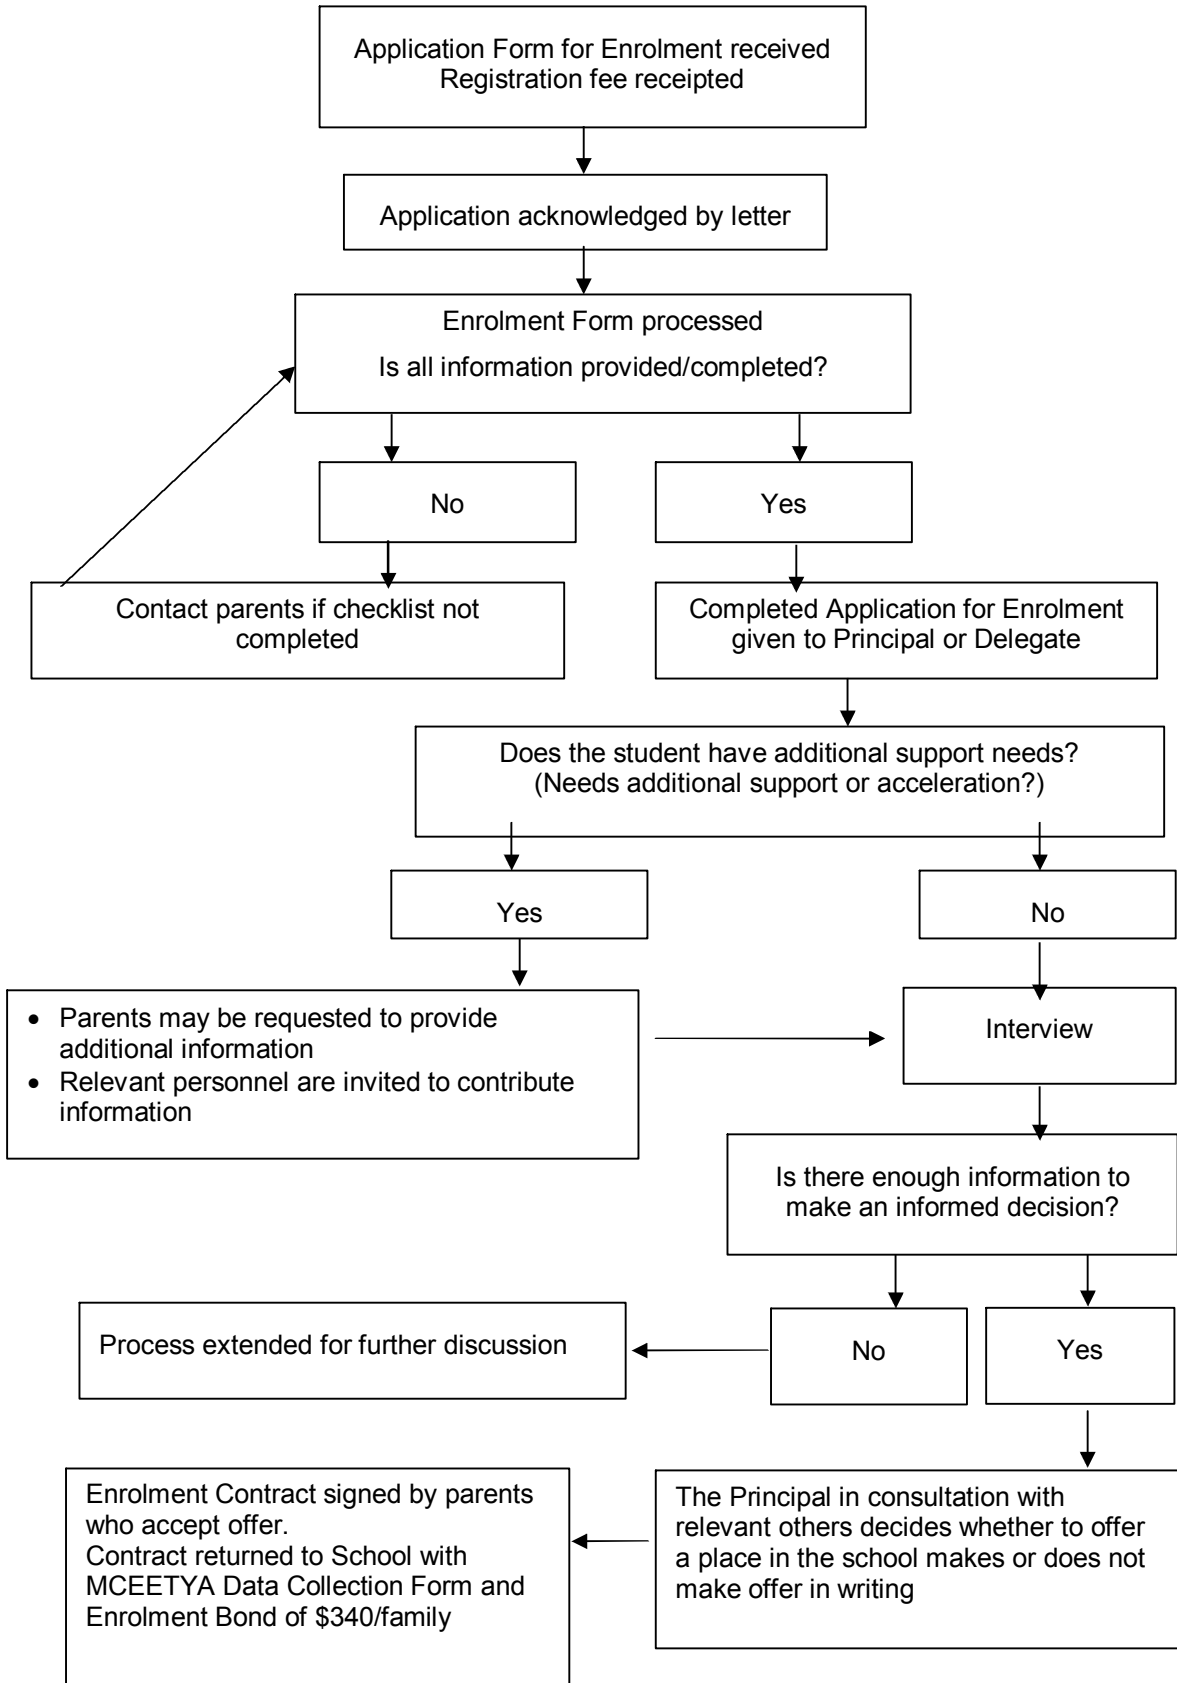 Application Form for Enrolment received
Registration fee receipted
Application acknowledged by letter
Enrolment Form processed
Is all information provided/completed?
No
Yes
Contact parents if checklist not
completed
Completed Application for Enrolment
given to Principal or Delegate
Does the student have additional support needs?
(Needs additional support or acceleration?)
Yes
No
• Parents may be requested to provide
additional information
• Relevant personnel are invited to contribute
information
Interview
Is there enough information to
make an informed decision?
Process extended for further discussion
No
Yes
Enrolment Contract signed by parents
who accept offer.
Contract returned to School with
MCEETYA Data Collection Form and
Enrolment Bond of $340/family
The Principal in consultation with
relevant others decides whether to offer
a place in the school makes or does not
make offer in writing